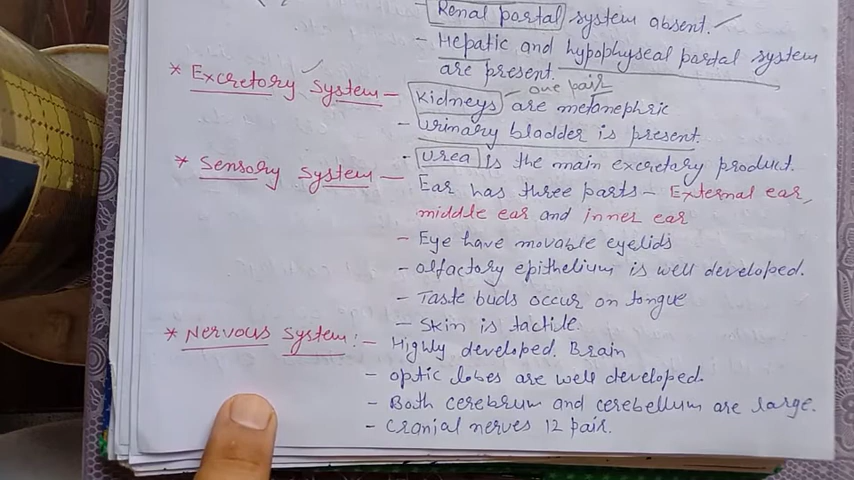 - Renal portal system absent.
- Hepatic and hypophyseal portal system
are present.
* Excretory system - Kidneys are metanephric
one pair
- urinary bladder is present.
- urea is the main excretary product.
* Sensory system - Ear has three parts - External ear,
middle ear and inner ear
- Eye have movable eyelids
- olfactory epithelium is well developed.
- Taste buds occur on tongue
- Skin is tactile.
* Nervous system :- Highly developed Brain
- optic lobes are well developed.
- Both cerebrum and cerebellum are large.
- Cranial nerves 12 pair.